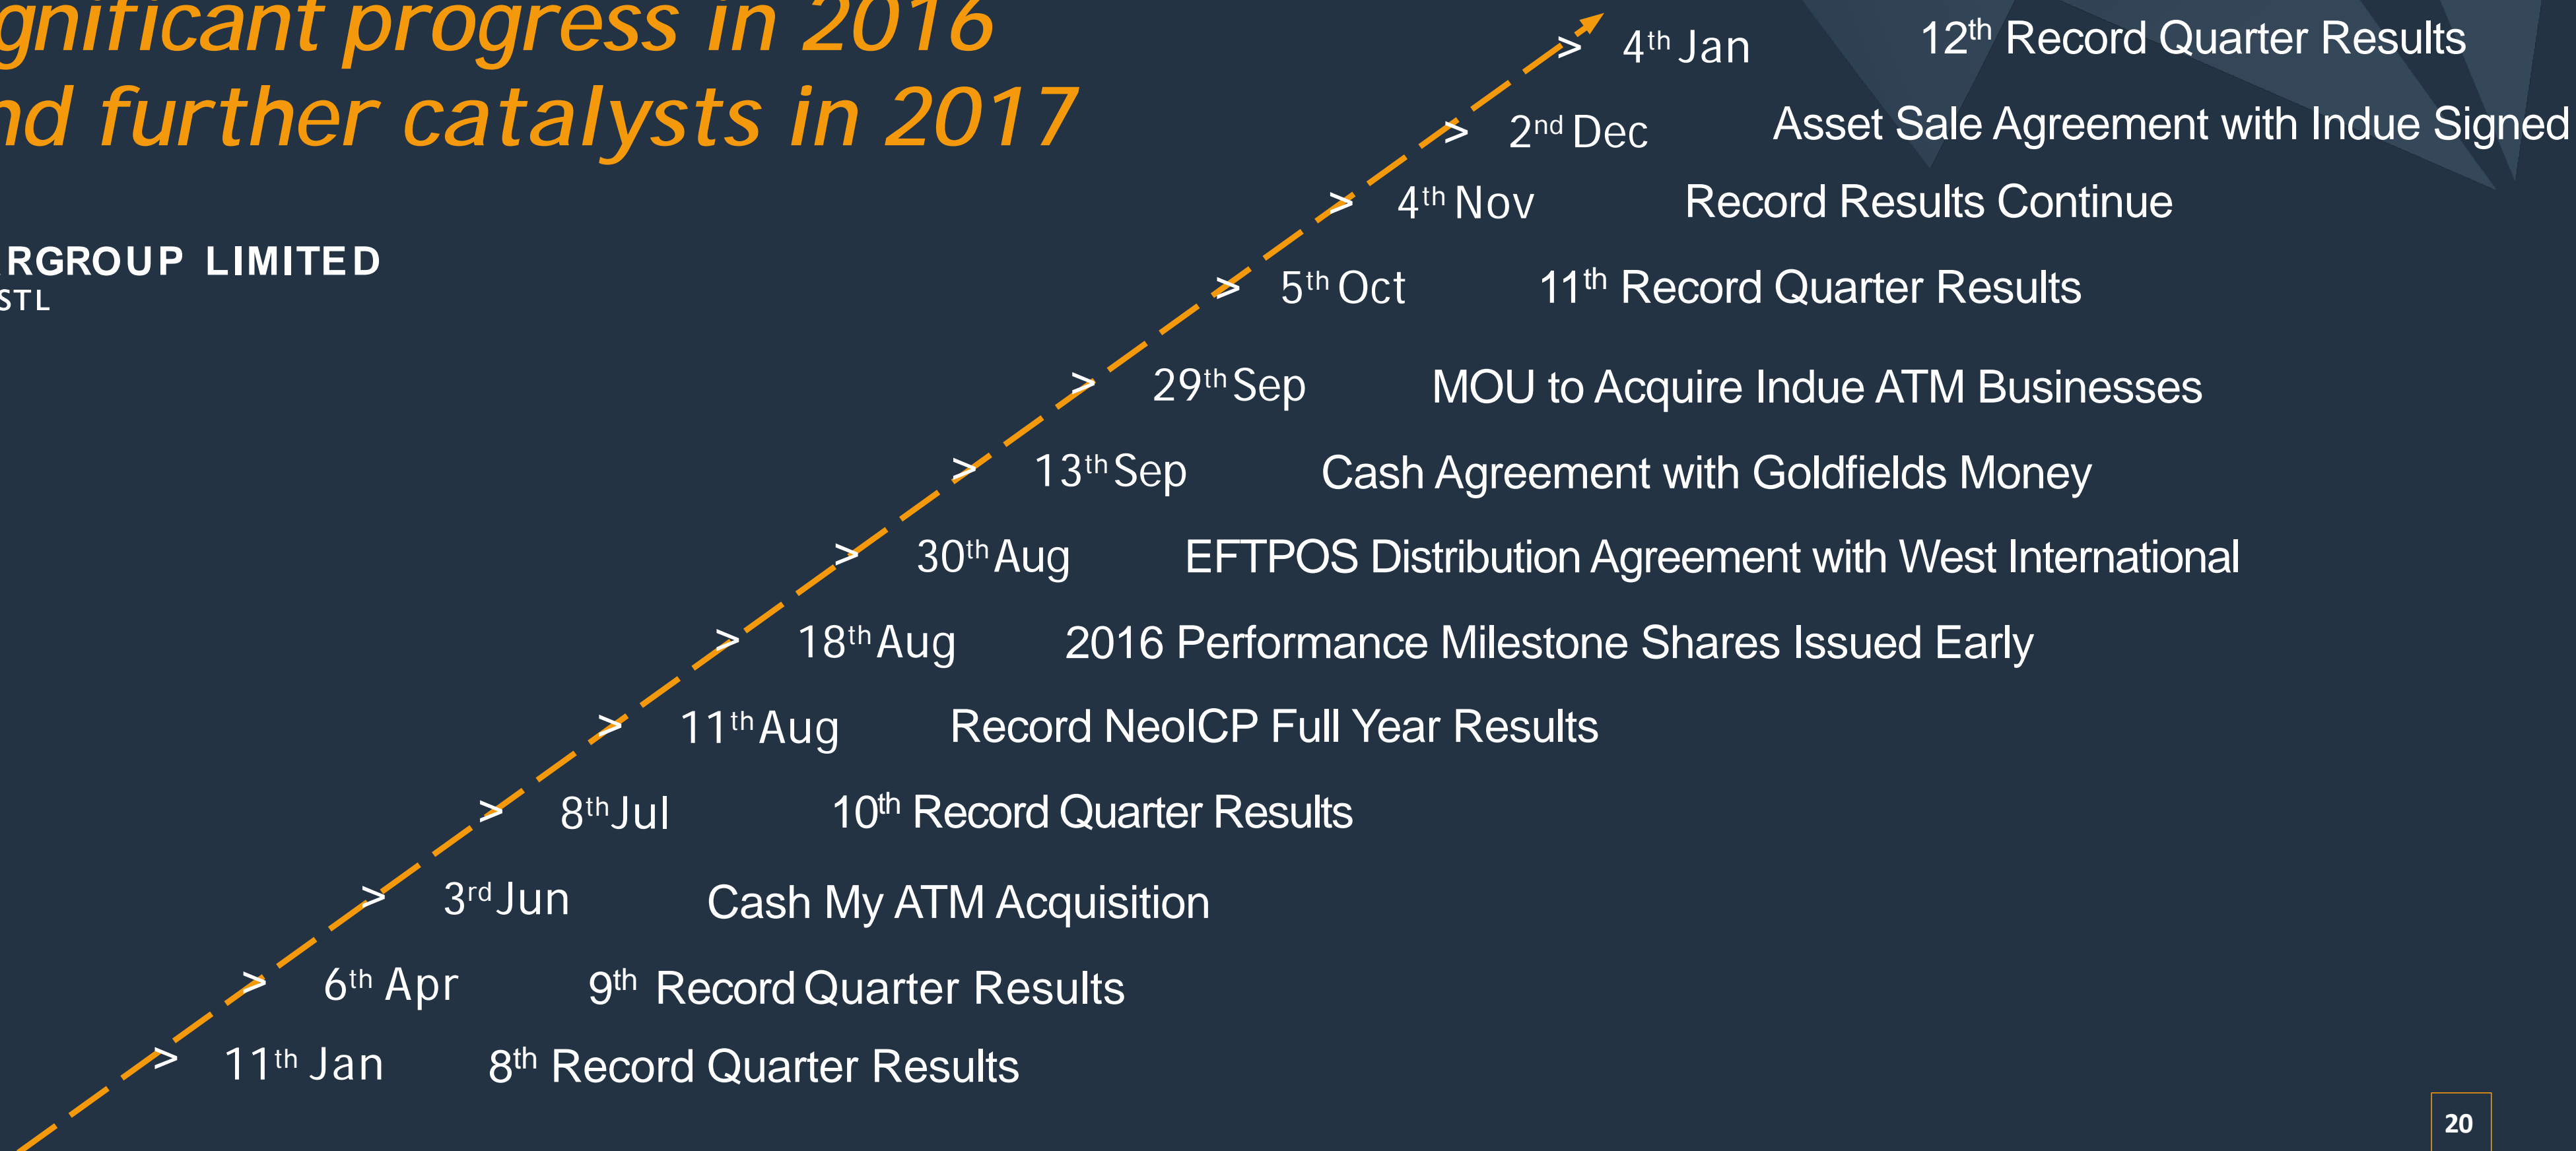 gnificant progress in 2016
nd further catalysts in 2017
RGROUP LIMITED
STL
> 4th Jan 12th Record Quarter Results
> 2nd Dec Asset Sale Agreement with Indue Signed
> 4th Nov Record Results Continue
> 5th Oct 11th Record Quarter Results
> 29th Sep MOU to Acquire Indue ATM Businesses
> 13th Sep Cash Agreement with Goldfields Money
> 30th Aug EFTPOS Distribution Agreement with West International
> 18th Aug 2016 Performance Milestone Shares Issued Early
> 11th Aug Record NeoICP Full Year Results
> 8th Jul 10th Record Quarter Results
> 3rd Jun Cash My ATM Acquisition
> 6th Apr 9th Record Quarter Results
> 11th Jan 8th Record Quarter Results
20